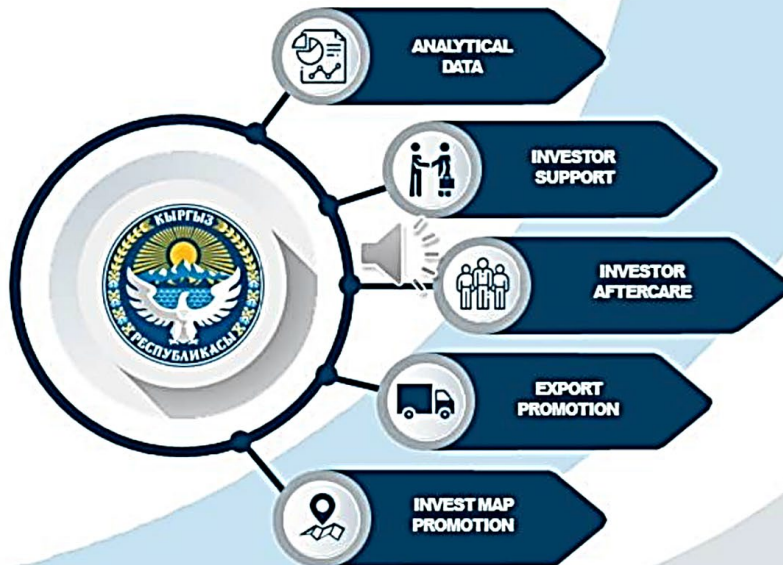 ANALYTICAL
DATA
INVESTOR
SUPPORT
КЫРГЫЗ
РЕСПУБЛИКАСЫ
INVESTOR
AFTERCARE
EXPORT
PROMOTION
INVEST MAP
PROMOTION